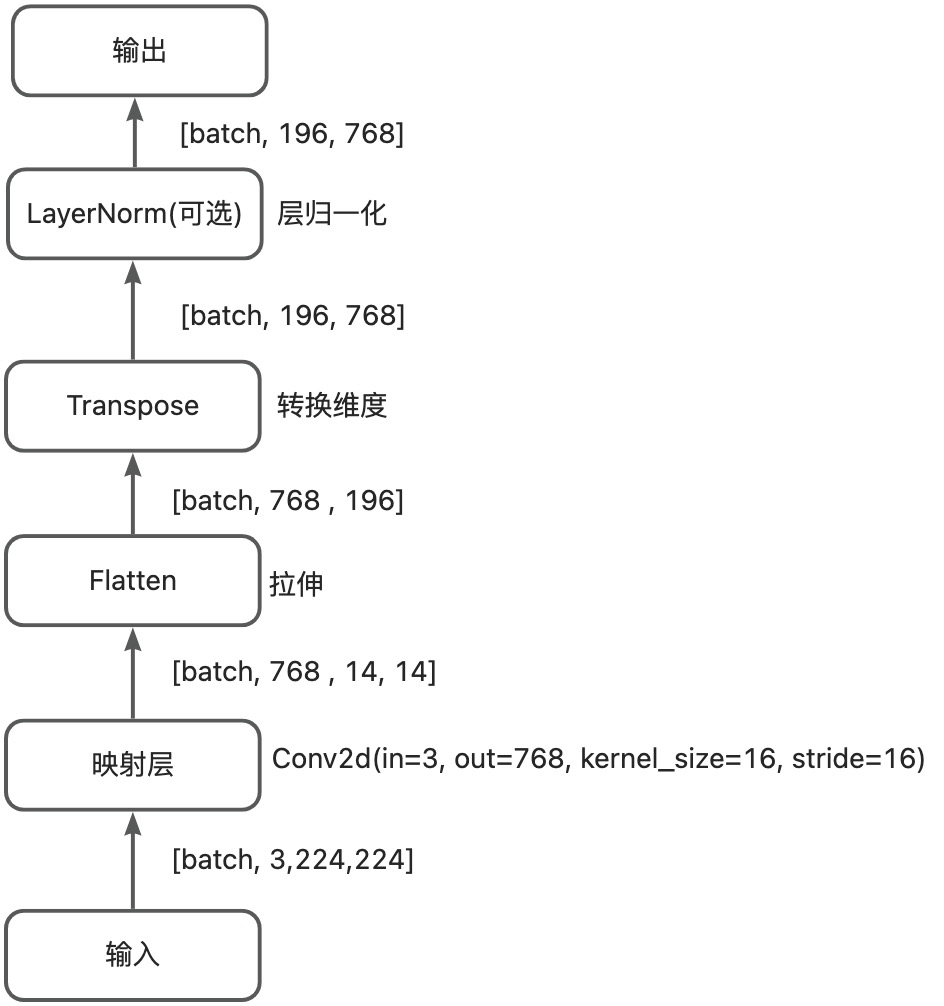 输出
[batch, 196, 768]
LayerNorm(可选) 层归一化
[batch, 196, 768]
Transpose 转换维度
[batch, 768 , 196]
Flatten 拉伸
[batch, 768 , 14, 14]
映射层 Conv2d(in=3, out=768, kernel_size=16, stride=16)
[batch, 3,224,224]
输入